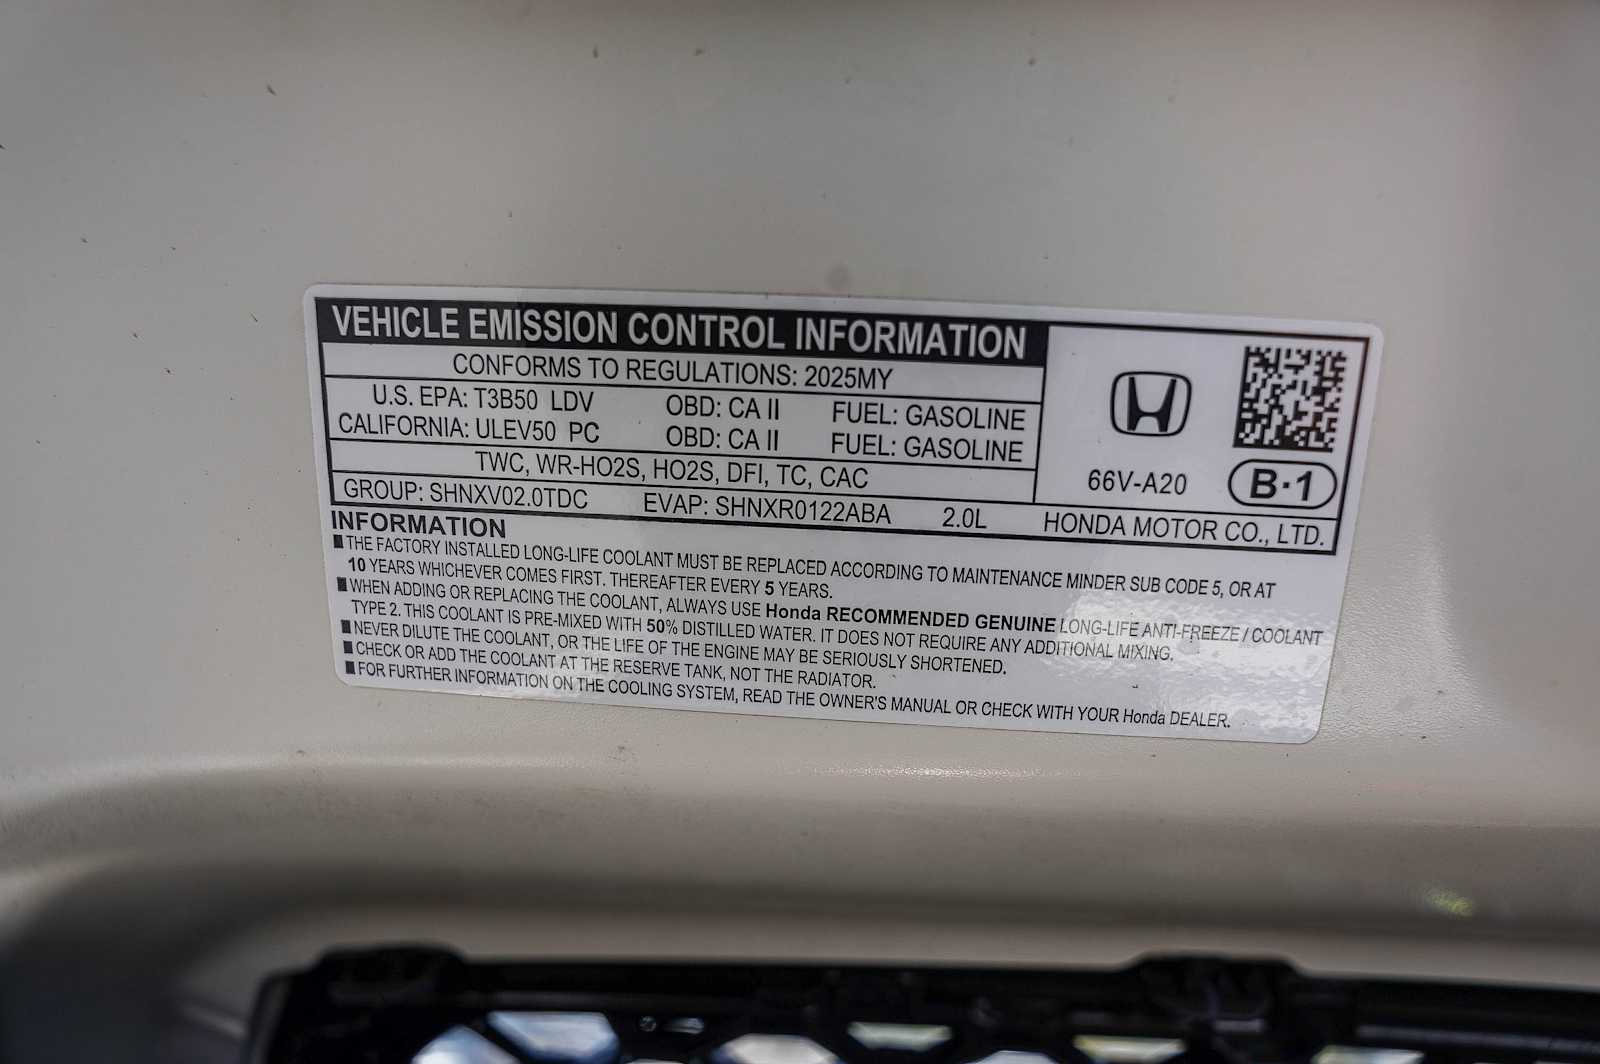 VEHICLE EMISSION CONTROL INFORMATION
CONFORMS TO REGULATIONS: 2025MY
U.S. EPA: T3B50 LDV OBD: CA II FUEL: GASOLINE
CALIFORNIA: ULEV50 PC OBD: CA II FUEL: GASOLINE
TWC, WR-HO2S, HO2S, DFI, TC, CAC
66V-A20 B·1
GROUP: SHNXV02.0TDC EVAP: SHNXR0122ABA 2.0L HONDA MOTOR CO., LTD.
INFORMATION
■ THE FACTORY INSTALLED LONG-LIFE COOLANT MUST BE REPLACED ACCORDING TO MAINTENANCE MINDER SUB CODE 5, OR AT
10 YEARS WHICHEVER COMES FIRST. THEREAFTER EVERY 5 YEARS.
■ WHEN ADDING OR REPLACING THE COOLANT, ALWAYS USE Honda RECOMMENDED GENUINE LONG-LIFE ANTI-FREEZE / COOLANT
TYPE 2. THIS COOLANT IS PRE-MIXED WITH 50% DISTILLED WATER. IT DOES NOT REQUIRE ANY ADDITIONAL MIXING.
■ NEVER DILUTE THE COOLANT, OR THE LIFE OF THE ENGINE MAY BE SERIOUSLY SHORTENED.
■ CHECK OR ADD THE COOLANT AT THE RESERVE TANK, NOT THE RADIATOR.
■ FOR FURTHER INFORMATION ON THE COOLING SYSTEM, READ THE OWNER'S MANUAL OR CHECK WITH YOUR Honda DEALER.